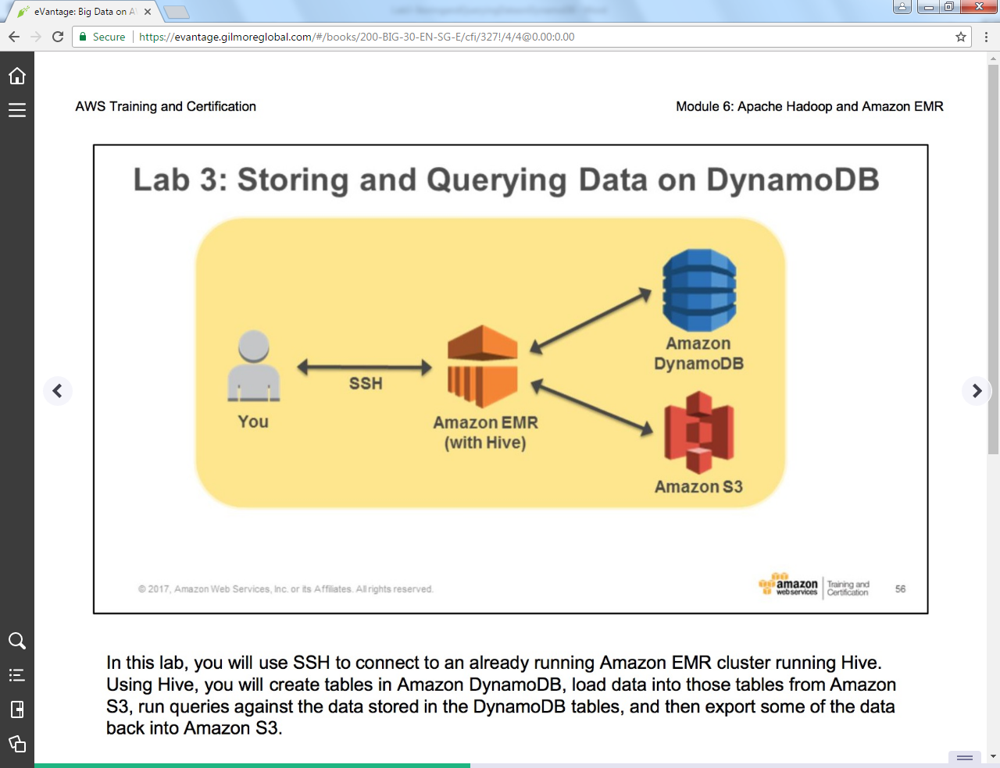 eVantage: Big Data on A
Secure
https://evantage.gilmoreglobal.com/#/books/200-BIG-30-EN-SG-E/cfi/327!/4/4@0.00:0.00
AWS Training and Certification
Module 6: Apache Hadoop and Amazon EMR
Lab 3: Storing and Querying Data on DynamoDB
Amazon
DynamoDB
SSH
You
Amazon EMR
(with Hive)
Amazon S3
© 2017, Amazon Web Services, Inc. or its Affiliates. All rights reserved.
amazon
webservices
Training and
Certification
56
In this lab, you will use SSH to connect to an already running Amazon EMR cluster running Hive.
Using Hive, you will create tables in Amazon DynamoDB, load data into those tables from Amazon
S3, run queries against the data stored in the DynamoDB tables, and then export some of the data
back into Amazon S3.